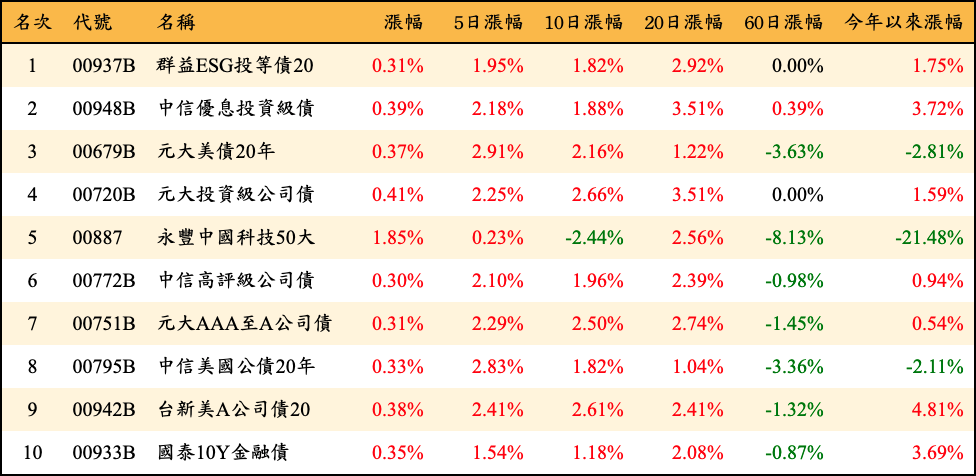 名次 代號 名稱 漲幅 5日漲幅 10日漲幅 20日漲幅 60日漲幅 今年以來漲幅
1 00937B 群益ESG投等債20 0.31% 1.95% 1.82% 2.92% 0.00% 1.75%
2 00948B 中信優息投資級債 0.39% 2.18% 1.88% 3.51% 0.39% 3.72%
3 00679B 元大美債20年 0.37% 2.91% 2.16% 1.22% -3.63% -2.81%
4 00720B 元大投資級公司債 0.41% 2.25% 2.66% 3.51% 0.00% 1.59%
5 00887 永豐中國科技50大 1.85% 0.23% -2.44% 2.56% -8.13% -21.48%
6 00772B 中信高評級公司債 0.30% 2.10% 1.96% 2.39% -0.98% 0.94%
7 00751B 元大AAA至A公司債 0.31% 2.29% 2.50% 2.74% -1.45% 0.54%
8 00795B 中信美國公債20年 0.33% 2.83% 1.82% 1.04% -3.36% -2.11%
9 00942B 台新美A公司債20 0.38% 2.41% 2.61% 2.41% -1.32% 4.81%
10 00933B 國泰10Y金融債 0.35% 1.54% 1.18% 2.08% -0.87% 3.69%